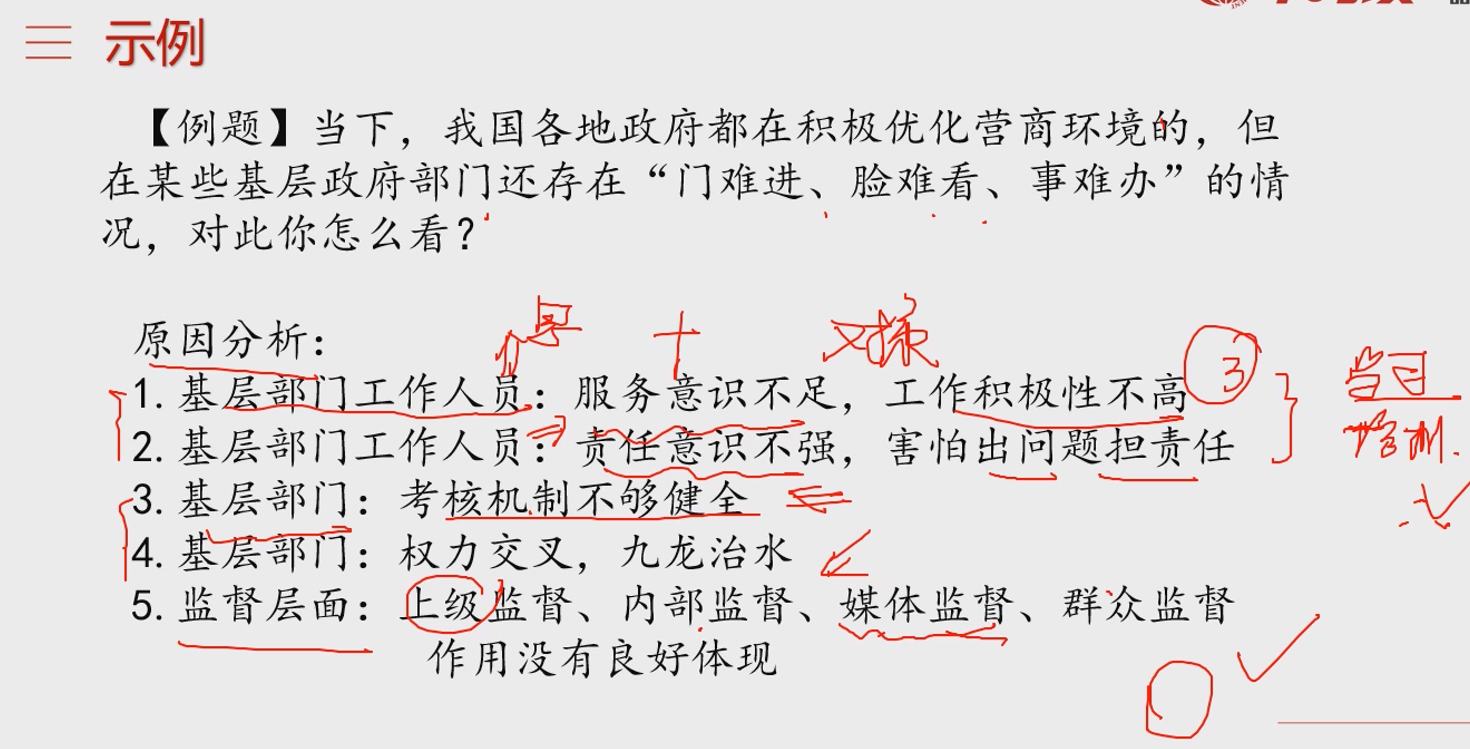 示例
【例题】当下，我国各地政府都在积极优化营商环境的，但
在某些基层政府部门还存在“门难进、脸难看、事难办”的情
况，对此你怎么看？
原因分析：
1. 基层部门工作人员：服务意识不足，工作积极性不高
3
2. 基层部门工作人员：责任意识不强，害怕出问题担责任
培训.
3. 基层部门：考核机制不够健全
4. 基层部门：权力交叉，九龙治水
5. 监督层面：上级监督、内部监督、媒体监督、群众监督
作用没有良好体现